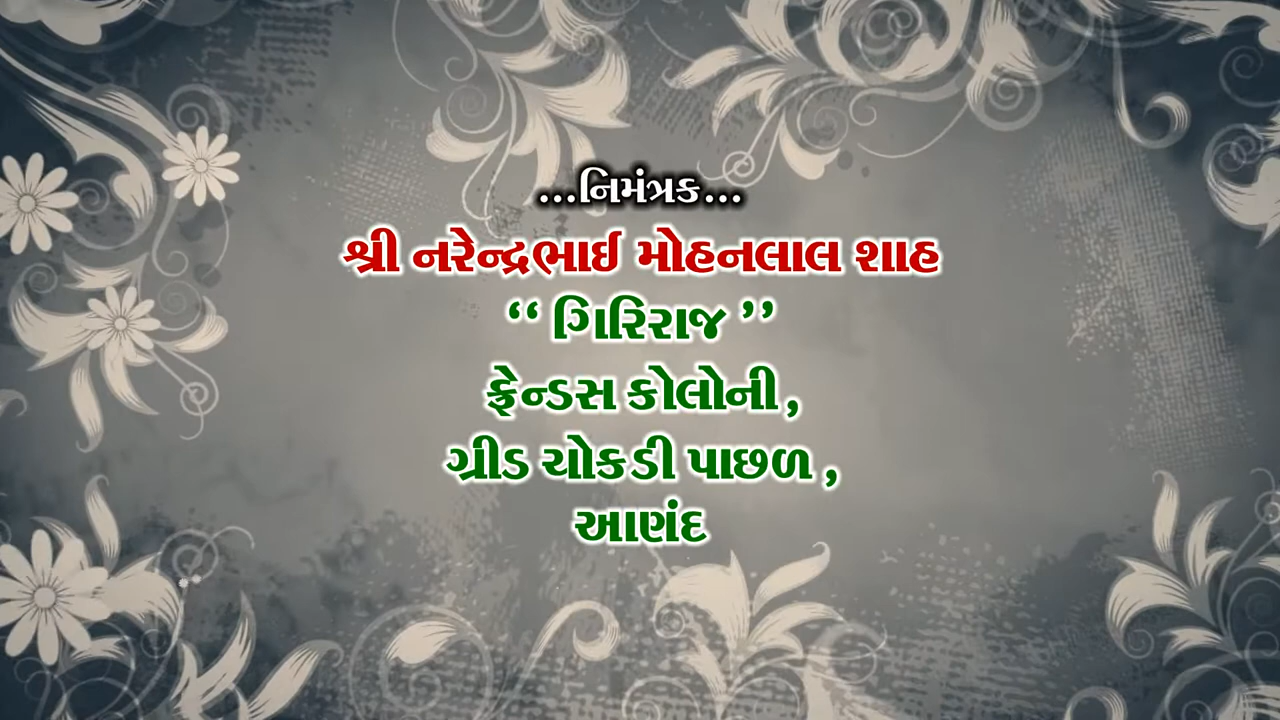 ...નિમંત્રક...
શ્રી નરેન્દ્રભાઈ મોહનલાલ શાહ
“ ગિરિરાજ ”
ફ્રેન્ડસ કોલોની,
ગ્રીડ ચોકડી પાછળ,
આણંદ